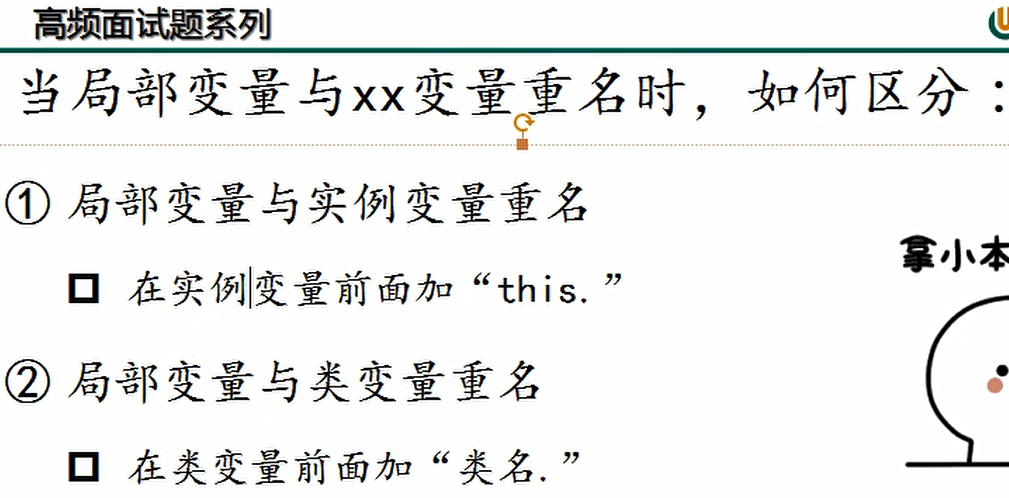 高频面试题系列
当局部变量与xx变量重名时，如何区分：
① 局部变量与实例变量重名
在实例变量前面加“this.”
拿小本
② 局部变量与类变量重名
在类变量前面加“类名.”